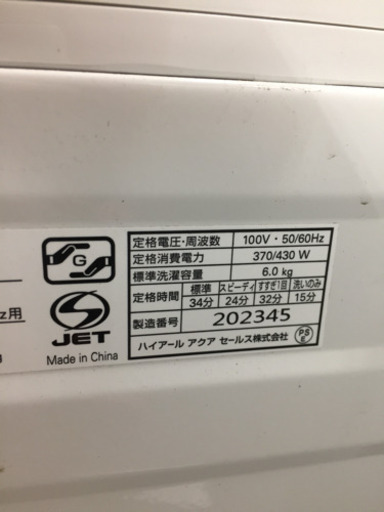 定格電圧・周波数 100V・50/60Hz
定格消費電力 370/430 W
標準洗濯容量 6.0 kg
定格時間 標準 スピーディ すすぎ1回 洗いのみ
34分 24分 32分 15分
製造番号 202345
ハイアール アクア セールス株式会社 PS E
G
z用
S JET
Made in China